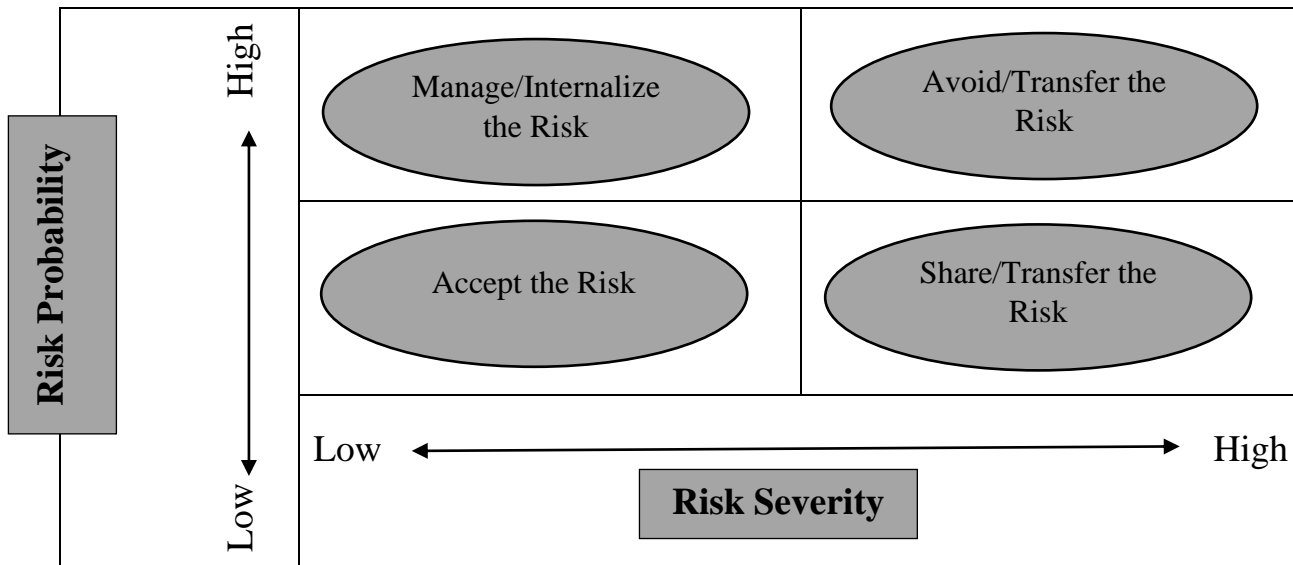 High
Manage/Internalize
the Risk
Avoid/Transfer the
Risk
Risk Probability
Accept the Risk
Share/Transfer the
Risk
Low
Low
High
Risk Severity